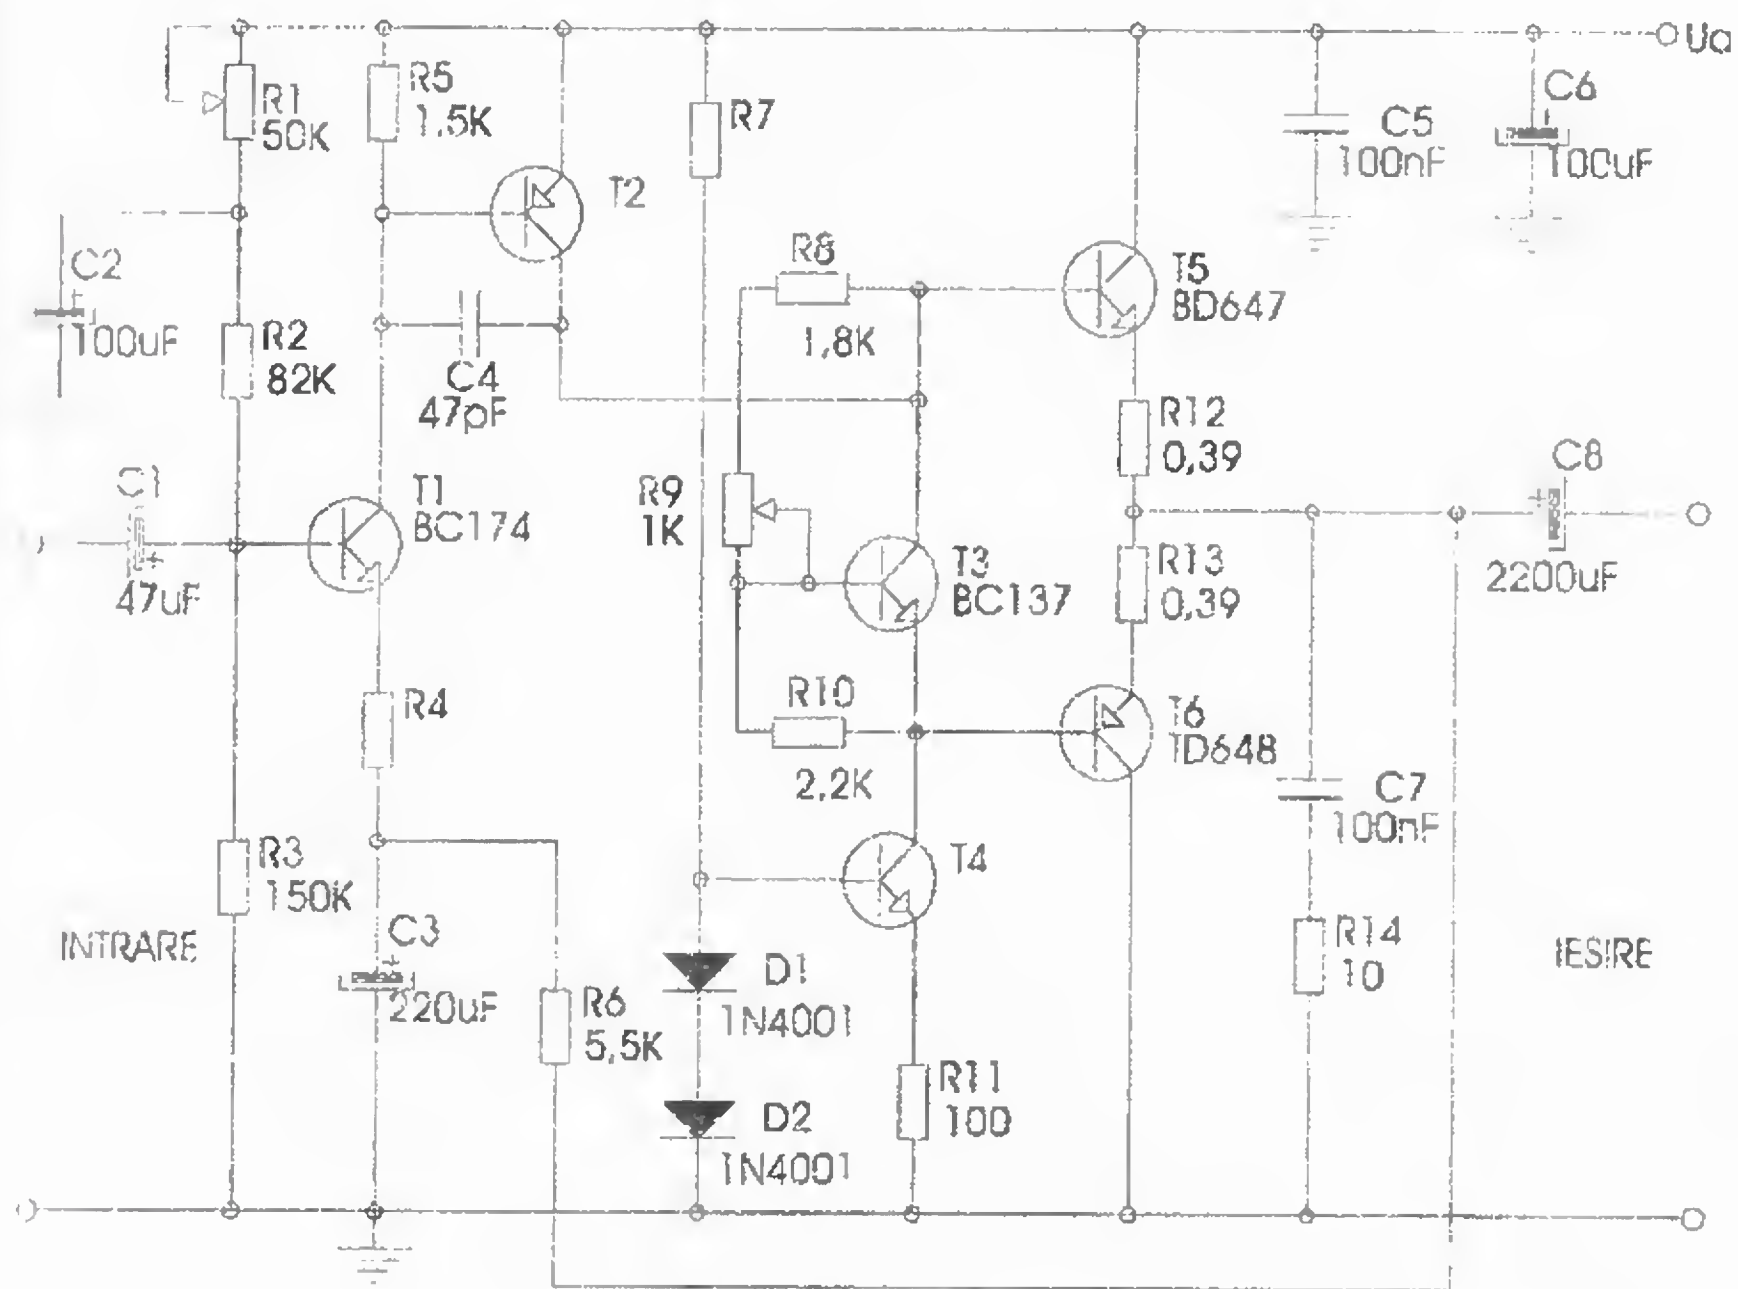 Ua
R1
50K
R5
1,5K
T2
R7
C5
100nF
C6
100uF
C2
100uF
R2
82K
C4
47pF
R8
1,8K
T5
BD647
R12
0,39
C8
2200uF
C1
47uF
T1
BC174
R9
1K
T3
BC137
R13
0,39
R4
R10
2,2K
T6
TD648
C7
100nF
R3
150K
INTRARE
C3
220uF
R6
5,5K
T4
D1
1N4001
D2
1N4001
R11
100
R14
10
IESIRE